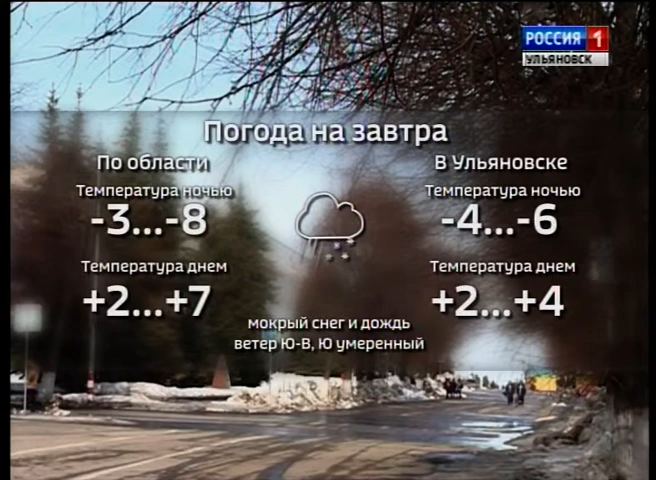 РОССИЯ 1
УЛЬЯНОВСК
Погода на завтра
По области
Температура ночью
-3...-8
Температура днем
+2...+7
В Ульяновске
Температура ночью
-4...-6
Температура днем
+2...+4
мокрый снег и дождь
ветер Ю-В, Ю умеренный